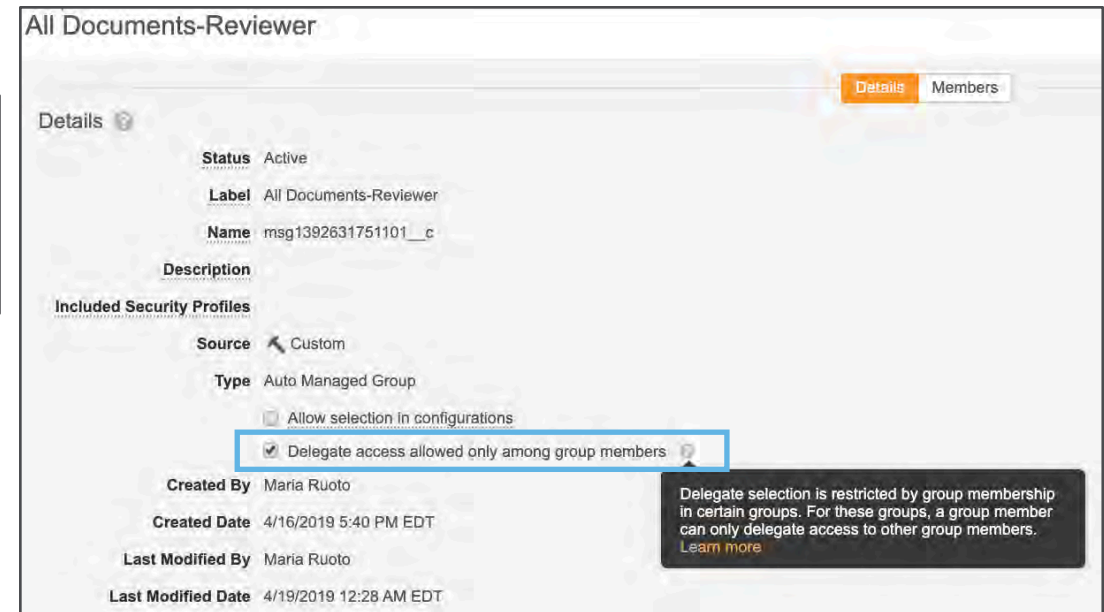 All Documents-Reviewer
Details Members
Details
Status Active
Label All Documents-Reviewer
Name msg1392631751101__c
Description
Included Security Profiles
Source Custom
Type Auto Managed Group
Allow selection in configurations
Delegate access allowed only among group members
Created By Maria Ruoto
Created Date 4/16/2019 5:40 PM EDT
Last Modified By Maria Ruoto
Last Modified Date 4/19/2019 12:28 AM EDT
Delegate selection is restricted by group membership
in certain groups. For these groups, a group member
can only delegate access to other group members.
Learn more